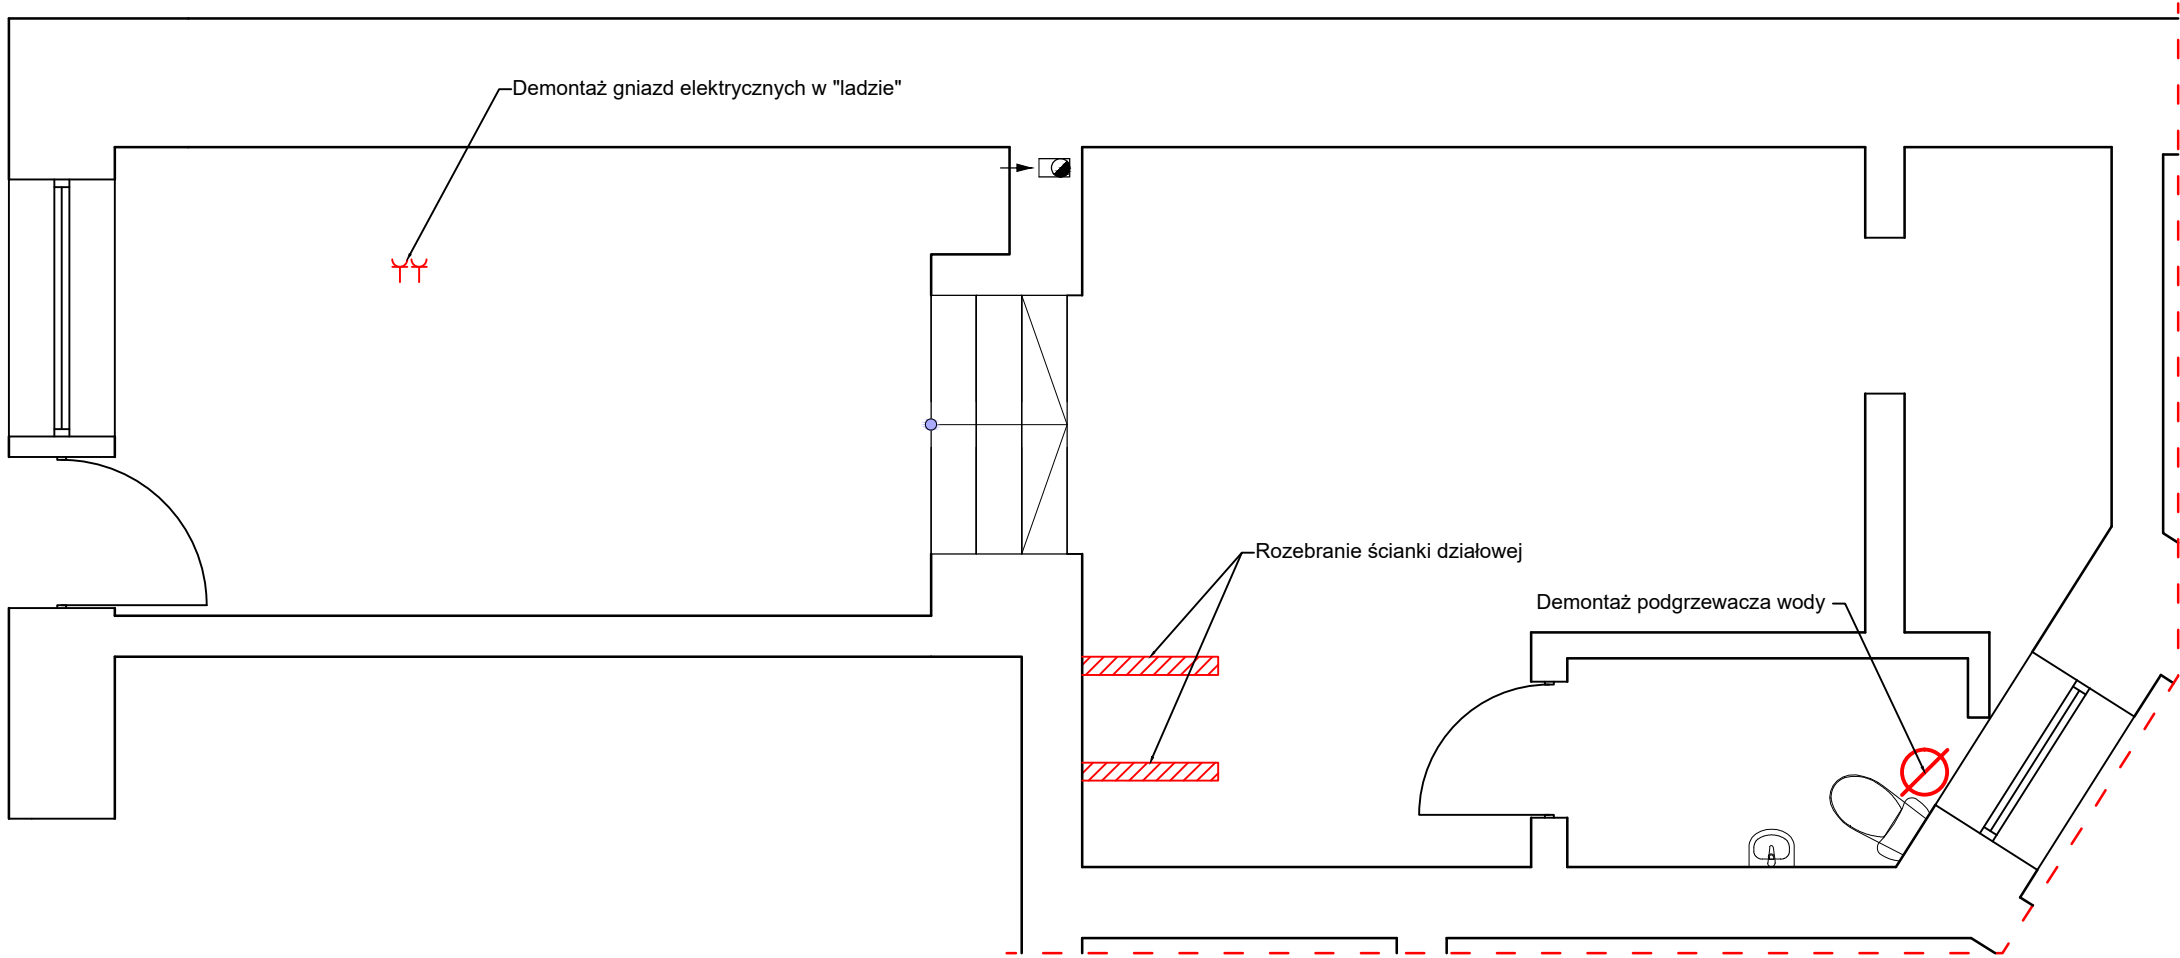 Demontaż gniazd elektrycznych w "ladzie"
Rozebranie ścianki działowej
Demontaż podgrzewacza wody